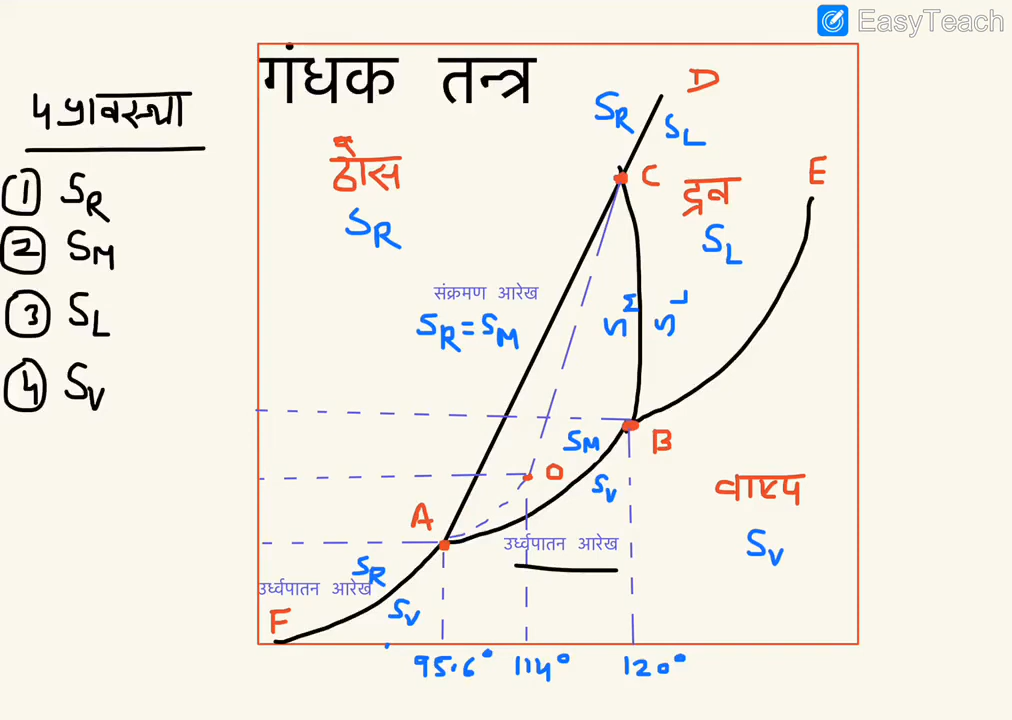 EasyTeach
गंधक तन्त्र
4 प्रावस्था
① SR
② SM
③ SL
④ SV
ठोस
SR
SR
SL
D
C
द्रव
SL
E
संक्रमण आरेख
SR=SM
SM
SL
SM
SV
O
B
वाष्प
SV
A
उर्ध्वपातन आरेख
SR
उर्ध्वपातन आरेख
SV
F
95.6° 114° 120°